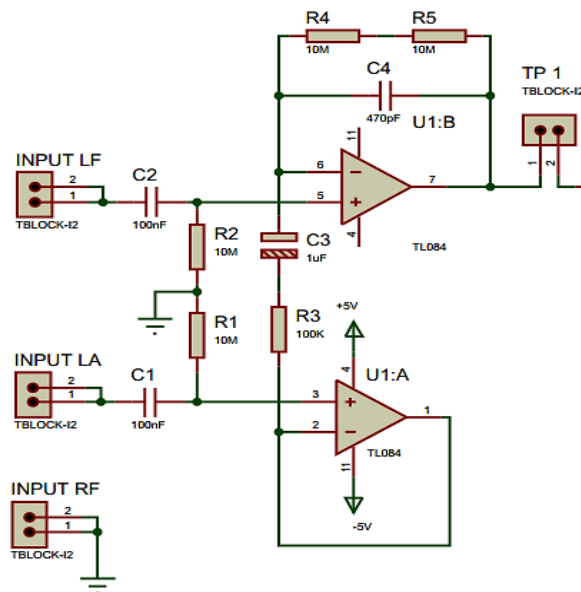 R4
R5
10M
10M
C4
470pF
TP 1
TBLOCK-I2
1
2
U1:B
11
6
5
7
4
TL084
INPUT LF
2
1
TBLOCK-I2
C2
100nF
R2
10M
C3
1uF
R1
10M
R3
100K
+5V
INPUT LA
2
1
TBLOCK-I2
C1
100nF
U1:A
4
3
2
1
11
TL084
-5V
INPUT RF
2
1
TBLOCK-I2